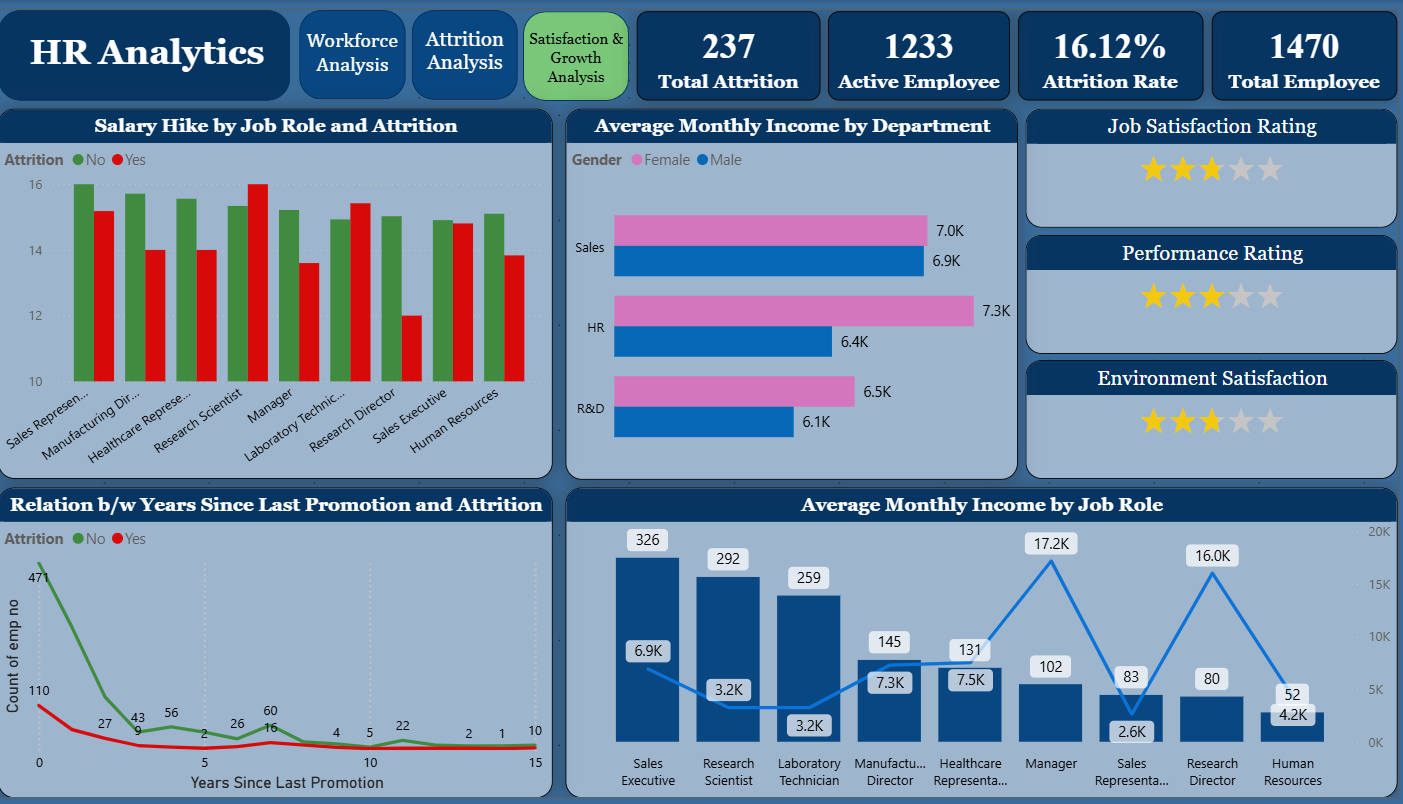 HR Analytics
Workforce
Analysis
Attrition
Analysis
Satisfaction &
Growth
Analysis
237
Total Attrition
1233
Active Employee
16.12%
Attrition Rate
1470
Total Employee
Salary Hike by Job Role and Attrition
Attrition No Yes
16
14
12
10
Sales Represen...
Manufacturing Dir...
Healthcare Represe...
Research Scientist
Manager
Laboratory Technic...
Research Director
Sales Executive
Human Resources
Average Monthly Income by Department
Gender Female Male
Sales
7.0K
6.9K
HR
7.3K
6.4K
R&D
6.5K
6.1K
Job Satisfaction Rating
Performance Rating
Environment Satisfaction
Relation b/w Years Since Last Promotion and Attrition
Attrition No Yes
Count of emp no
471
110
27
43
9
56
2
26
60
16
4
5
22
2
1
10
0
5
10
15
Years Since Last Promotion
Average Monthly Income by Job Role
326
292
259
145
131
102
83
80
52
6.9K
3.2K
3.2K
7.3K
7.5K
17.2K
2.6K
16.0K
4.2K
20K
15K
10K
5K
0K
Sales
Executive
Research
Scientist
Laboratory
Technician
Manufactu...
Director
Healthcare
Representa...
Manager
Sales
Representa...
Research
Director
Human
Resources